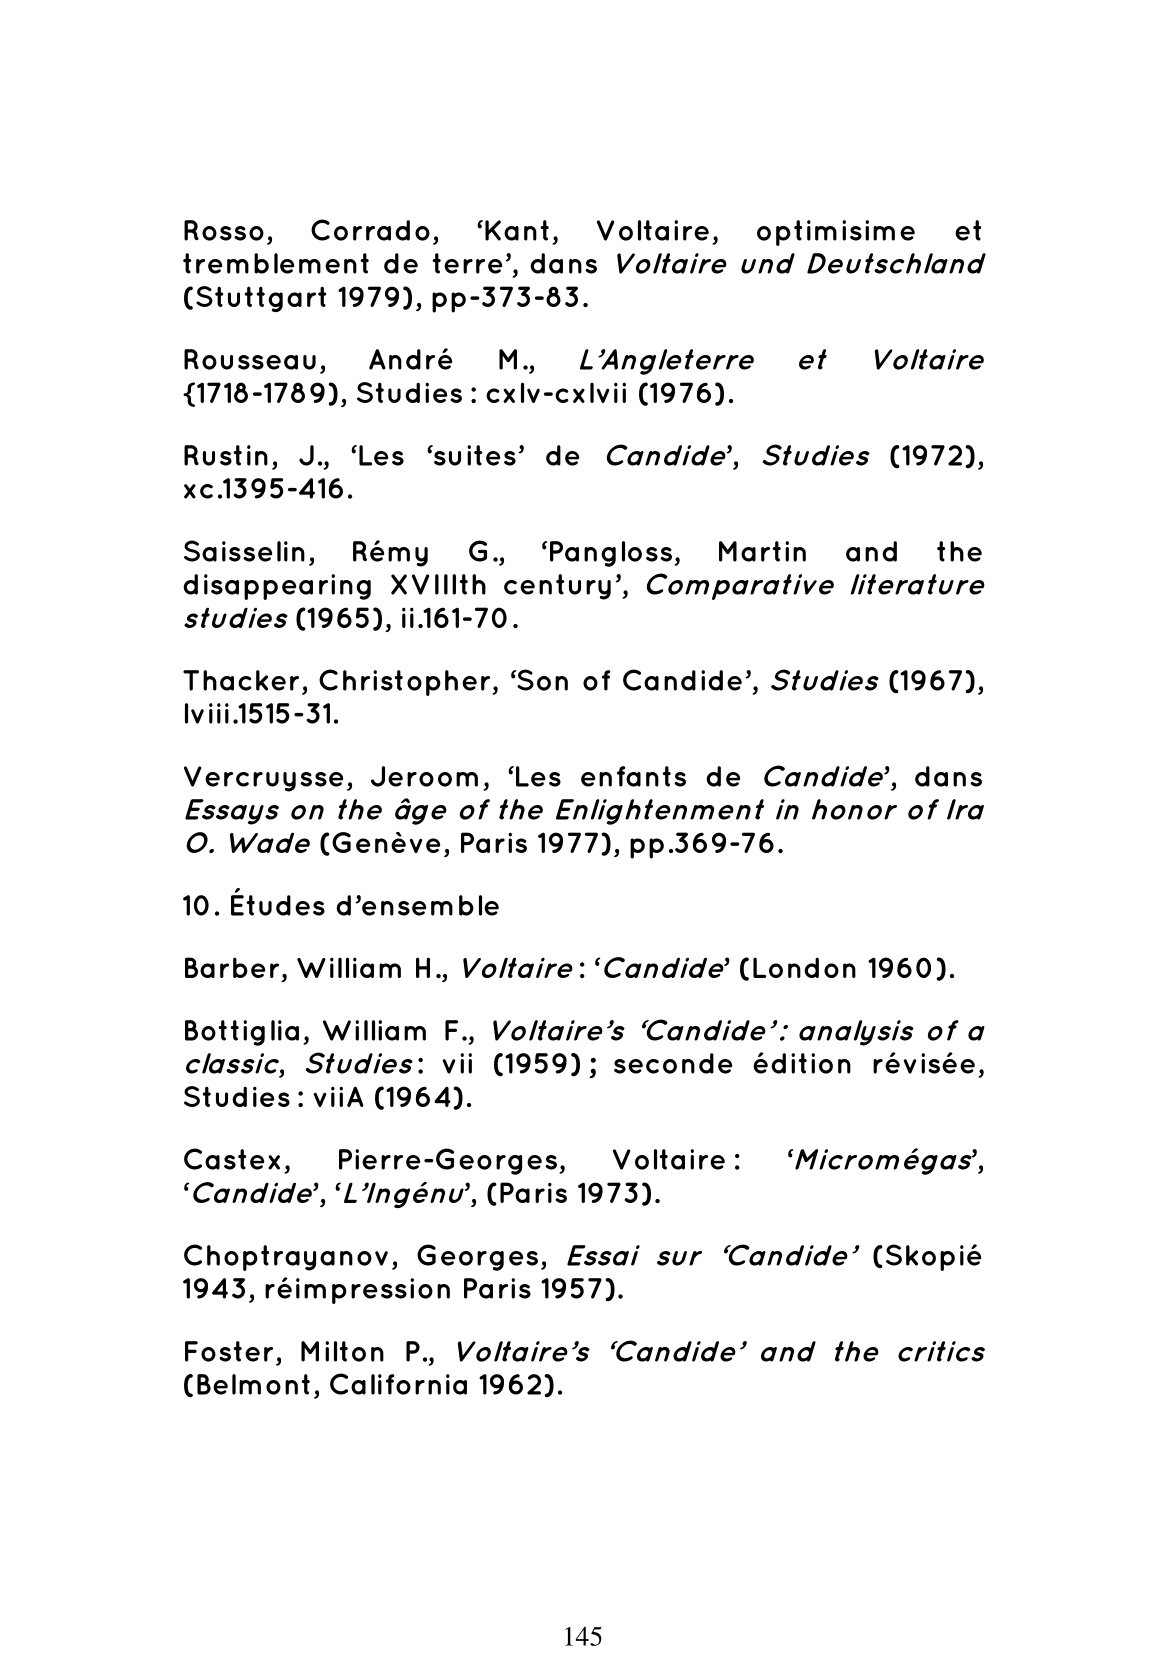 Rosso, Corrado, ‘Kant, Voltaire, optimisime et
tremblement de terre’, dans Voltaire und Deutschland
(Stuttgart 1979), pp-373-83.
Rousseau, André M., L’Angleterre et Voltaire
{1718-1789), Studies : cxlv-cxlvii (1976).
Rustin, J., ‘Les ‘suites’ de Candide’, Studies (1972),
xc.1395-416.
Saisselin, Rémy G., ‘Pangloss, Martin and the
disappearing XVIIIth century’, Comparative literature
studies (1965), ii.161-70.
Thacker, Christopher, ‘Son of Candide’, Studies (1967),
lviii.1515-31.
Vercruysse, Jeroom, ‘Les enfants de Candide’, dans
Essays on the âge of the Enlightenment in honor of Ira
O. Wade (Genève, Paris 1977), pp.369-76.
10. Études d’ensemble
Barber, William H., Voltaire : ‘Candide’ (London 1960).
Bottiglia, William F., Voltaire’s ‘Candide’ : analysis of a
classic, Studies : vii (1959) ; seconde édition révisée,
Studies : viiA (1964).
Castex, Pierre-Georges, Voltaire : ‘Micromégas’,
‘Candide’, ‘L’Ingénu’, (Paris 1973).
Choptrayanov, Georges, Essai sur ‘Candide’ (Skopié
1943, réimpression Paris 1957).
Foster, Milton P., Voltaire’s ‘Candide’ and the critics
(Belmont, California 1962).
145